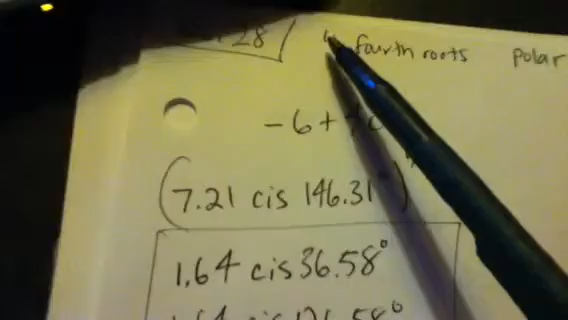 28
fourth roots polar
-6+
(7.21 cis 146.31°)
1.64 cis 36.58°